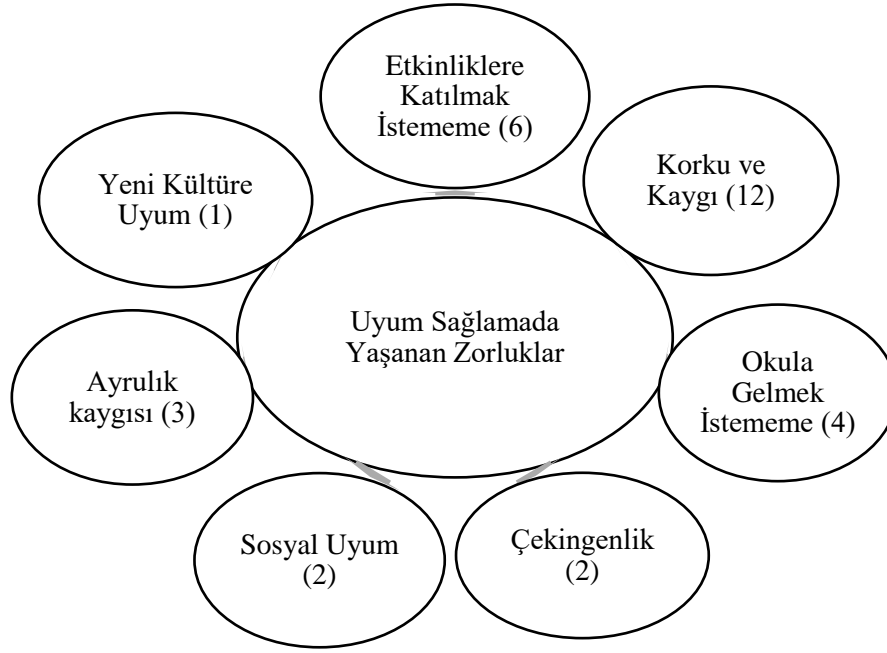 Etkinliklere
Katılmak
İstememe (6)
Korku ve
Kaygı (12)
Okula
Gelmek
İstememe (4)
Çekingenlik
(2)
Sosyal Uyum
(2)
Ayrulık
kaygısı (3)
Yeni Kültüre
Uyum (1)
Uyum Sağlamada
Yaşanan Zorluklar